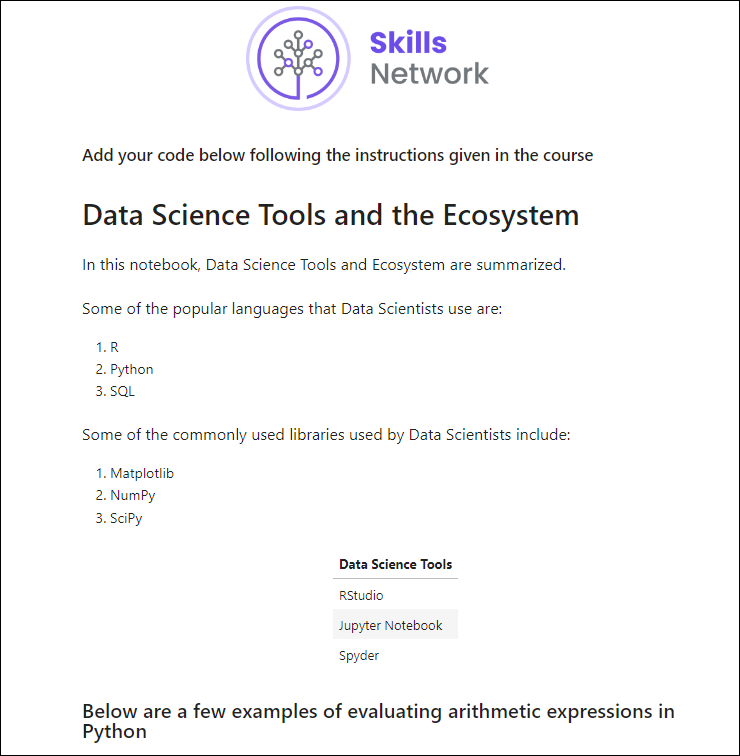 Skills
Network
Add your code below following the instructions given in the course
Data Science Tools and the Ecosystem
In this notebook, Data Science Tools and Ecosystem are summarized.
Some of the popular languages that Data Scientists use are:
1. R
2. Python
3. SQL
Some of the commonly used libraries used by Data Scientists include:
1. Matplotlib
2. NumPy
3. SciPy
Data Science Tools
RStudio
Jupyter Notebook
Spyder
Below are a few examples of evaluating arithmetic expressions in
Python